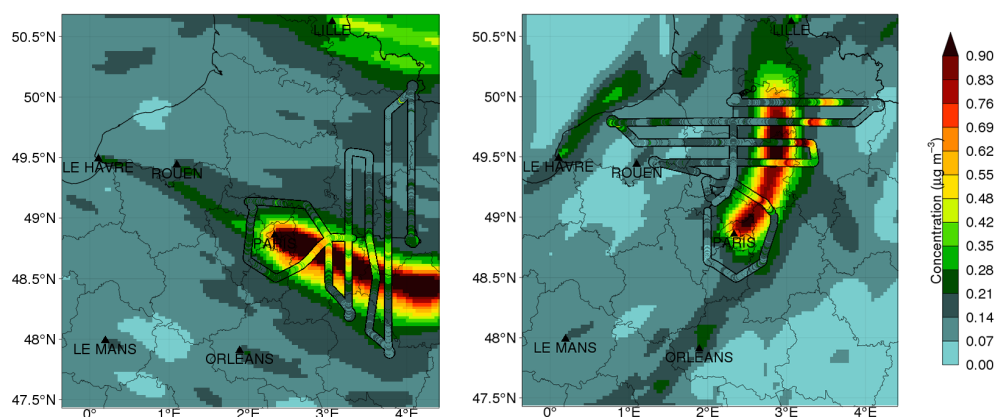 50.5°N
50°N
49.5°N
49°N
48.5°N
48°N
47.5°N
0°
1°E
2°E
3°E
4°E
LILLE
LE HAVRE
ROUEN
PARIS
LE MANS
ORLEANS
50.5°N
50°N
49.5°N
49°N
48.5°N
48°N
47.5°N
0°
1°E
2°E
3°E
4°E
LILLE
LE HAVRE
ROUEN
PARIS
LE MANS
ORLEANS
Concentration (µg m⁻³)
0.90
0.83
0.76
0.69
0.62
0.55
0.48
0.42
0.35
0.28
0.21
0.14
0.07
0.00